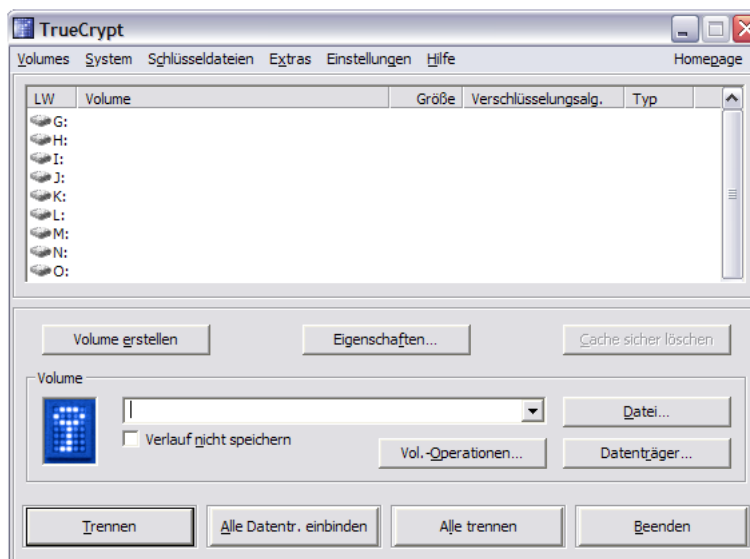 TrueCrypt
Volumes System Schlüsseldateien Extras Einstellungen Hilfe Homepage
LW Volume Größe Verschlüsselungsalg. Typ
G:
H:
I:
J:
K:
L:
M:
N:
O:
Volume erstellen Eigenschaften... Cache sicher löschen
Volume
Datei...
Verlauf nicht speichern
Vol.-Operationen... Datenträger...
Trennen Alle Datentr. einbinden Alle trennen Beenden